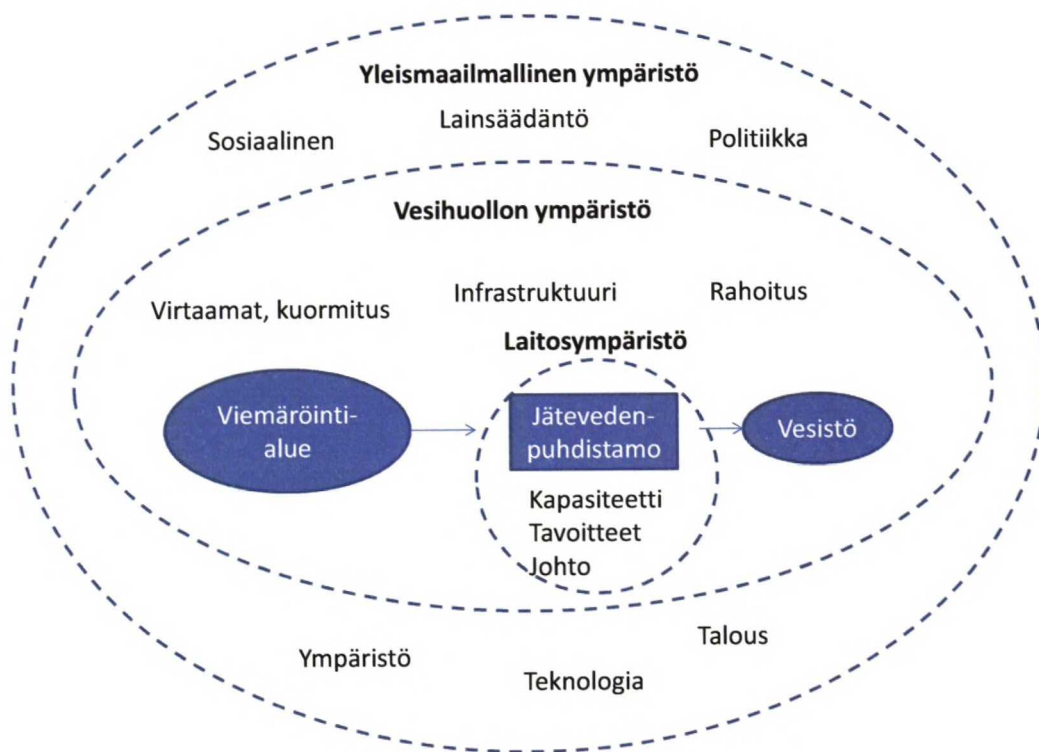 Yleismaailmallinen ympäristö
Sosiaalinen
Lainsäädäntö
Politiikka
Vesihuollon ympäristö
Virtaamat, kuormitus
Infrastruktuuri
Rahoitus
Laitosympäristö
Viemäröinti-
alue
Jäteveden-
puhdistamo
Vesistö
Kapasiteetti
Tavoitteet
Johto
Ympäristö
Teknologia
Talous